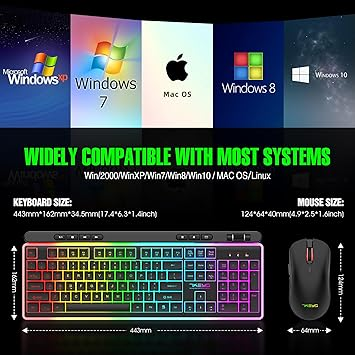 Microsoft
Windows xp
Windows
7
Mac OS
Windows 8
Windows 10
WIDELY COMPATIBLE WITH MOST SYSTEMS
Win/2000/WinXP/Win7/Win8/Win10 / MAC OS/Linux
KEYBOARD SIZE:
443mm*162mm*34.5mm(17.4*6.3*1.4inch)
MOUSE SIZE:
124*64*40mm(4.9*2.5*1.6inch)
162mm
443mm
124mm
64mm